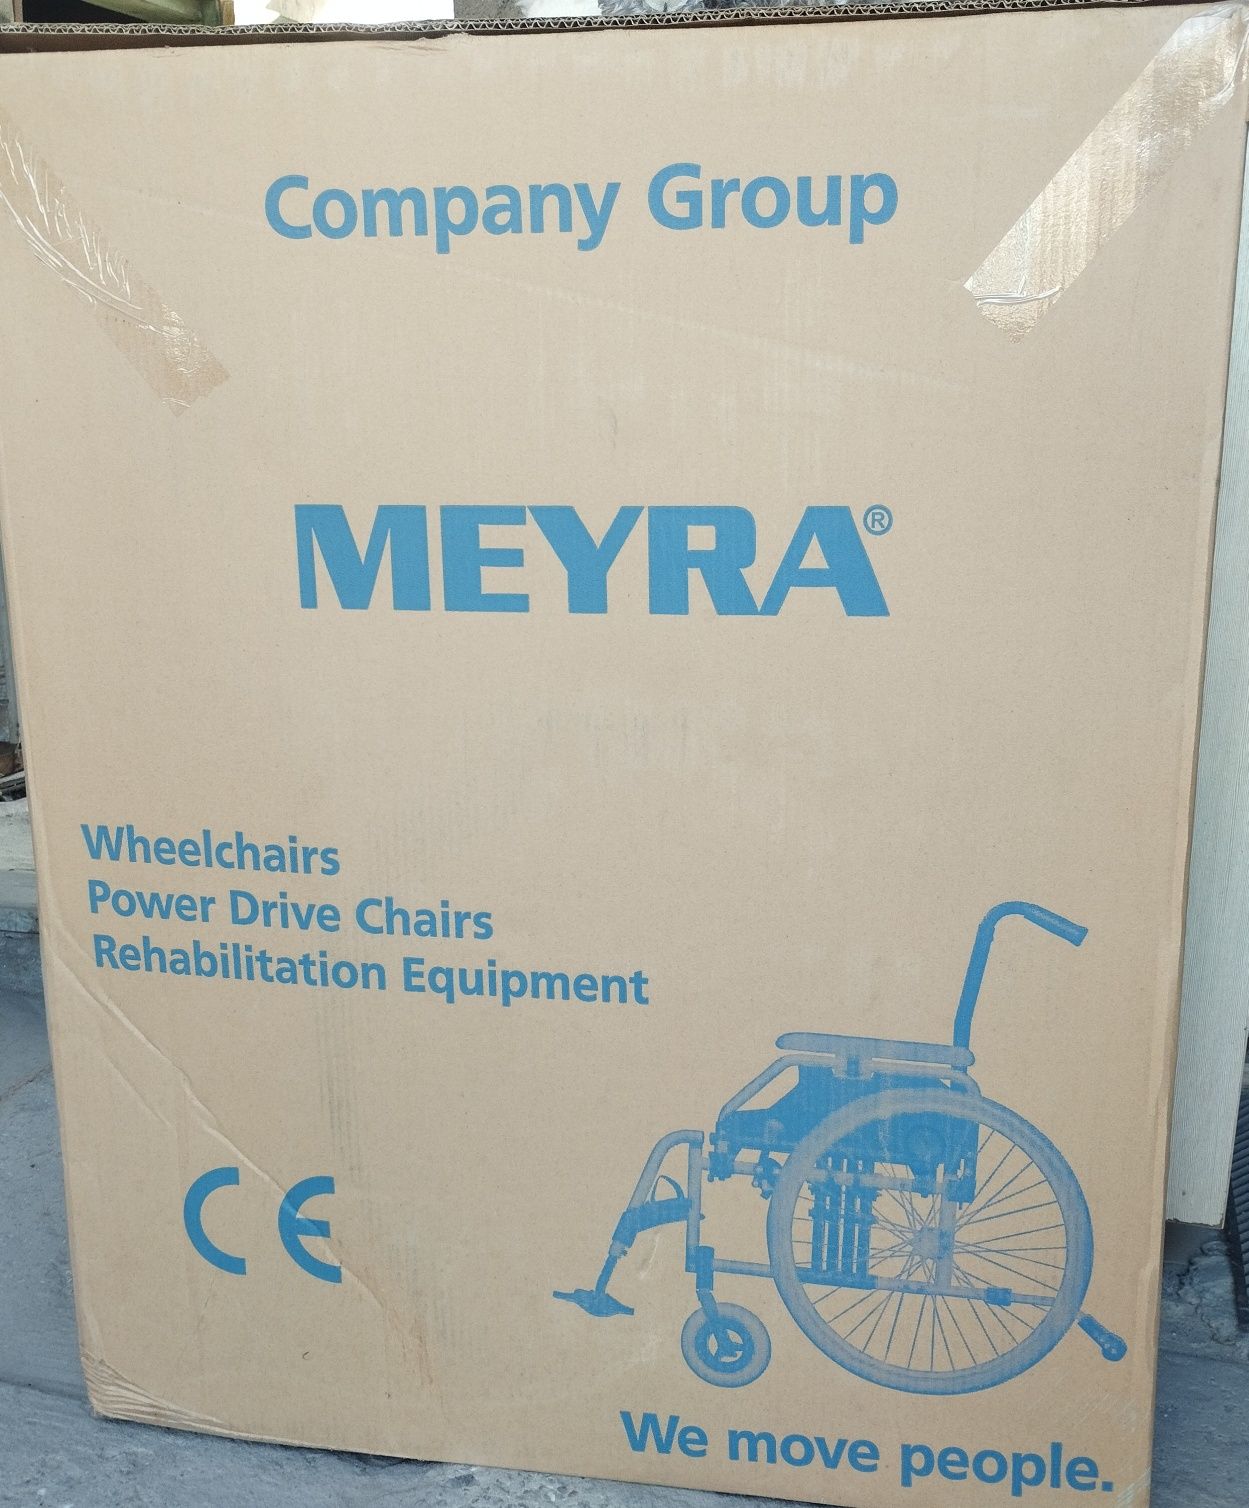 Company Group
MEYRA®
Wheelchairs
Power Drive Chairs
Rehabilitation Equipment
CE
We move people.